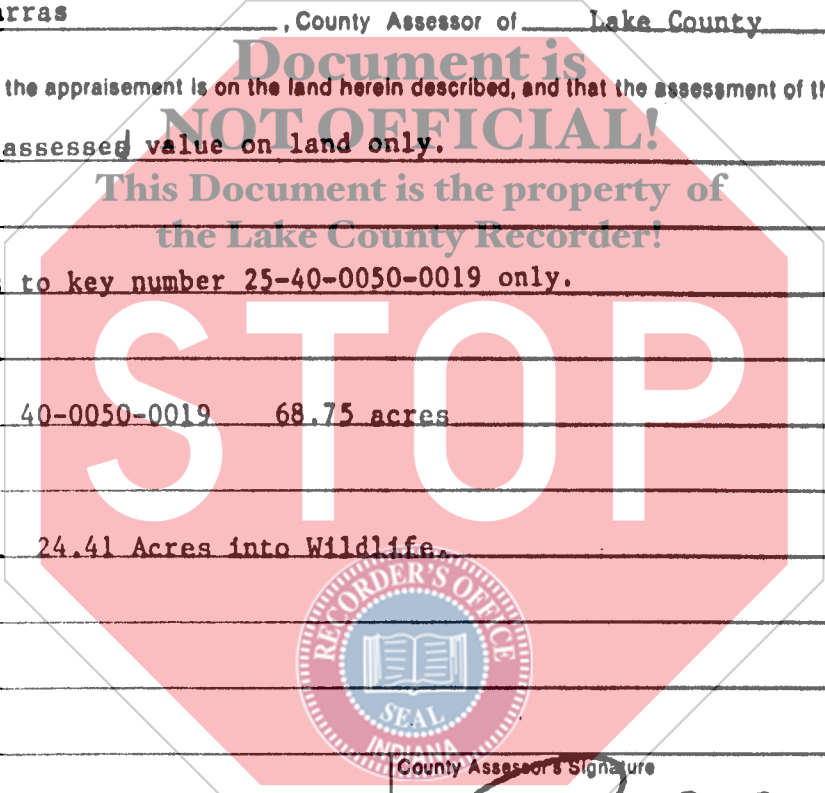 rras , County Assessor of Lake County
Document is
the appraisement is on the land herein described, and that the assessment of th
NOT OFFICIAL!
assessed value on land only.
This Document is the property of
the Lake County Recorder!
to key number 25-40-0050-0019 only.
STOP
40-0050-0019 68.75 acres
24.41 Acres into Wildlife.
RECORDER'S OFFICE
SEAL
INDIANA
County Assessor's Signature